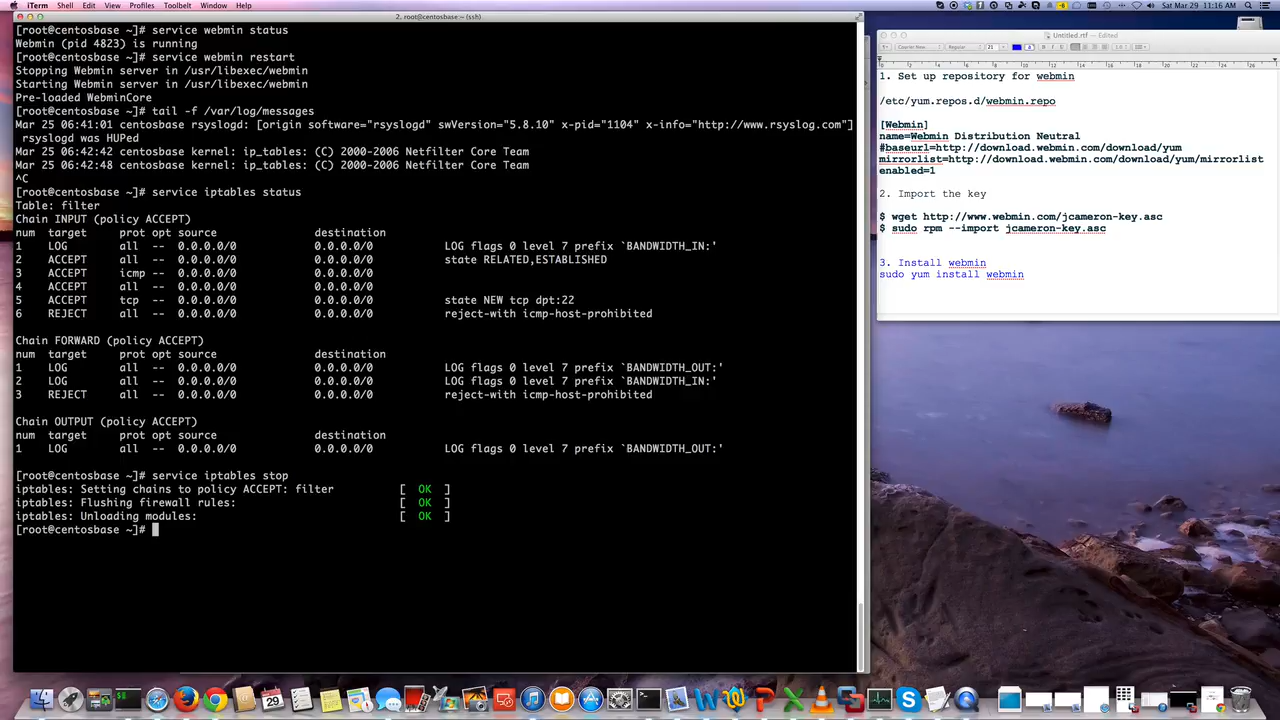 iTerm Shell Edit View Profiles Toolbelt Window Help
Sat Mar 29 11:16 AM
2. root@centosbase:~ (ssh)
[root@centosbase ~]# service webmin status
Webmin (pid 4823) is running
[root@centosbase ~]# service webmin restart
Stopping Webmin server in /usr/libexec/webmin
Starting Webmin server in /usr/libexec/webmin
Pre-loaded WebminCore
[root@centosbase ~]# tail -f /var/log/messages
Mar 25 06:41:01 centosbase rsyslogd: [origin software="rsyslogd" swVersion="5.8.10" x-pid="1104" x-info="http://www.rsyslog.com"]
rsyslogd was HUPed
Mar 25 06:42:42 centosbase kernel: ip_tables: (C) 2000-2006 Netfilter Core Team
Mar 25 06:42:48 centosbase kernel: ip_tables: (C) 2000-2006 Netfilter Core Team
^C
[root@centosbase ~]# service iptables status
Table: filter
Chain INPUT (policy ACCEPT)
num target prot opt source destination
1 LOG all -- 0.0.0.0/0 0.0.0.0/0 LOG flags 0 level 7 prefix `BANDWIDTH_IN:'
2 ACCEPT all -- 0.0.0.0/0 0.0.0.0/0 state RELATED,ESTABLISHED
3 ACCEPT icmp -- 0.0.0.0/0 0.0.0.0/0
4 ACCEPT all -- 0.0.0.0/0 0.0.0.0/0
5 ACCEPT tcp -- 0.0.0.0/0 0.0.0.0/0 state NEW tcp dpt:22
6 REJECT all -- 0.0.0.0/0 0.0.0.0/0 reject-with icmp-host-prohibited
Chain FORWARD (policy ACCEPT)
num target prot opt source destination
1 LOG all -- 0.0.0.0/0 0.0.0.0/0 LOG flags 0 level 7 prefix `BANDWIDTH_OUT:'
2 LOG all -- 0.0.0.0/0 0.0.0.0/0 LOG flags 0 level 7 prefix `BANDWIDTH_IN:'
3 REJECT all -- 0.0.0.0/0 0.0.0.0/0 reject-with icmp-host-prohibited
Chain OUTPUT (policy ACCEPT)
num target prot opt source destination
1 LOG all -- 0.0.0.0/0 0.0.0.0/0 LOG flags 0 level 7 prefix `BANDWIDTH_OUT:'
[root@centosbase ~]# service iptables stop
iptables: Setting chains to policy ACCEPT: filter [ OK ]
iptables: Flushing firewall rules: [ OK ]
iptables: Unloading modules: [ OK ]
[root@centosbase ~]#
Untitled.rtf — Edited
Courier New Regular 21
1. Set up repository for webmin
/etc/yum.repos.d/webmin.repo
[Webmin]
name=Webmin Distribution Neutral
#baseurl=http://download.webmin.com/download/yum
mirrorlist=http://download.webmin.com/download/yum/mirrorlist
enabled=1
2. Import the key
$ wget http://www.webmin.com/jcameron-key.asc
$ sudo rpm --import jcameron-key.asc
3. Install webmin
sudo yum install webmin